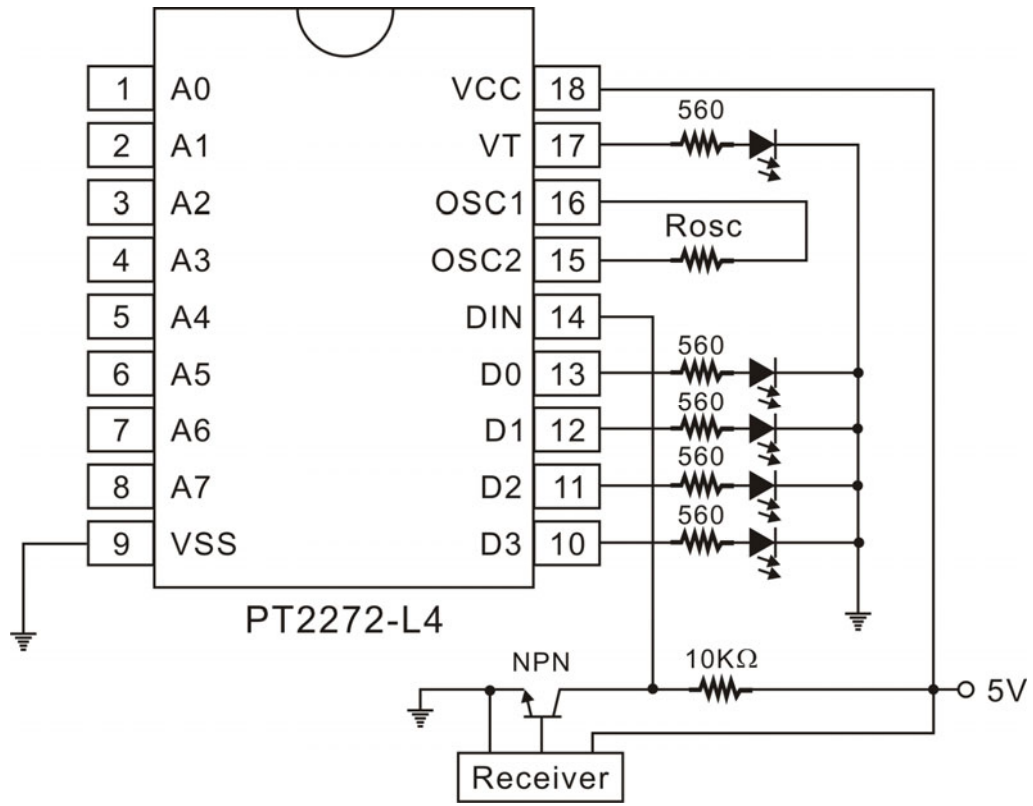 1 A0 VCC 18
560
2 A1 VT 17
3 A2 OSC1 16
Rosc
4 A3 OSC2 15
5 A4 DIN 14
560
6 A5 D0 13
560
7 A6 D1 12
560
8 A7 D2 11
560
9 VSS D3 10
PT2272-L4
NPN 10KΩ
5V
Receiver